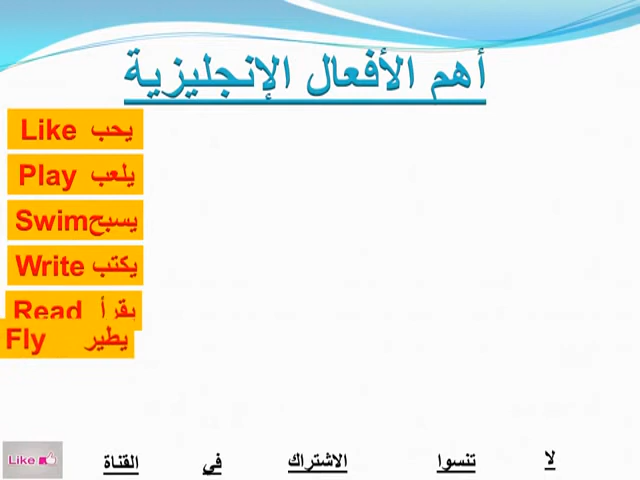 أهم الأفعال الإنجليزية
Like يحب
Play يلعب
Swim يسبح
Write يكتب
Read يقرأ
Fly يطير
لا تنسوا الاشتراك في القناة
Like